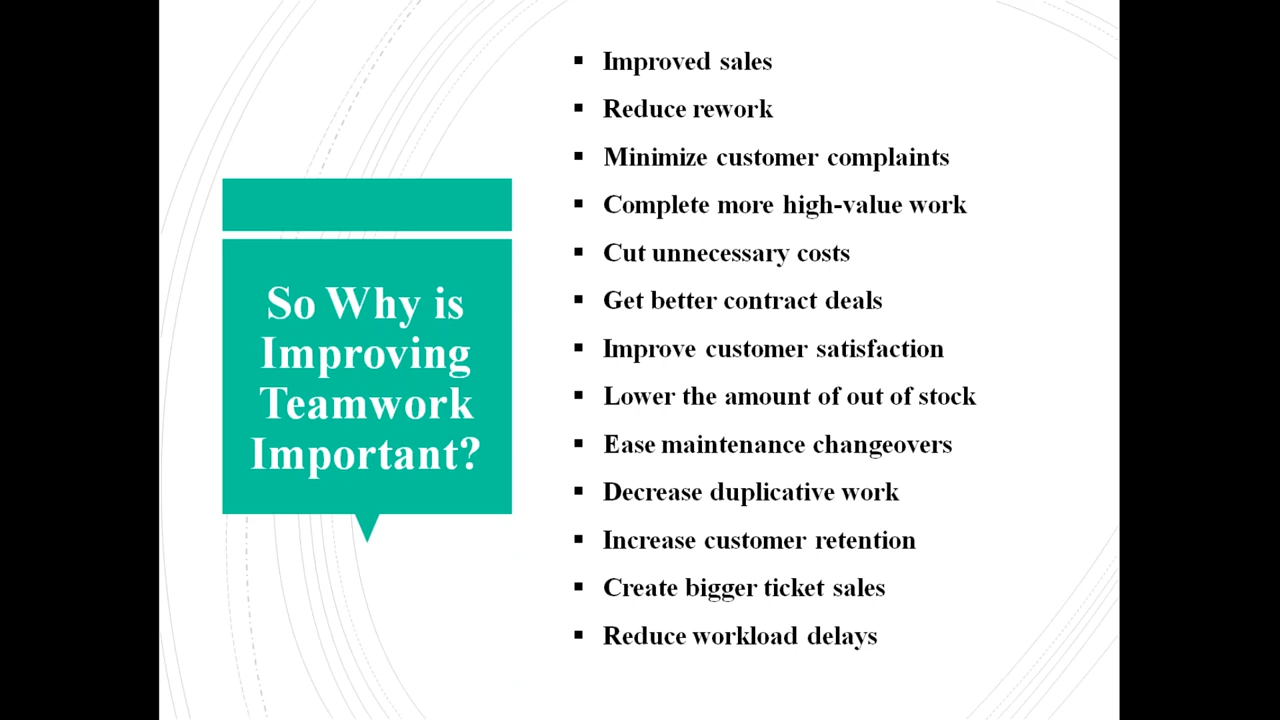 So Why is
Improving
Teamwork
Important?
Improved sales
Reduce rework
Minimize customer complaints
Complete more high-value work
Cut unnecessary costs
Get better contract deals
Improve customer satisfaction
Lower the amount of out of stock
Ease maintenance changeovers
Decrease duplicative work
Increase customer retention
Create bigger ticket sales
Reduce workload delays